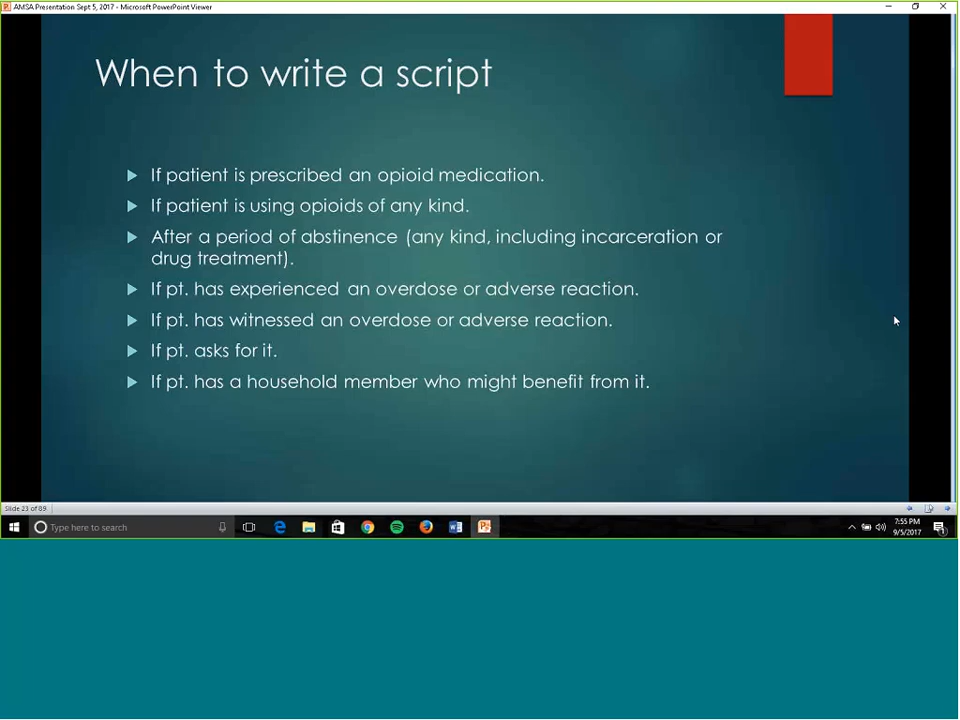 AMSA Presentation Sept 5, 2017 - Microsoft PowerPoint Viewer
When to write a script
If patient is prescribed an opioid medication.
If patient is using opioids of any kind.
After a period of abstinence (any kind, including incarceration or
drug treatment).
If pt. has experienced an overdose or adverse reaction.
If pt. has witnessed an overdose or adverse reaction.
If pt. asks for it.
If pt. has a household member who might benefit from it.
Slide 23 of 89
Type here to search
7:55 PM
9/5/2017